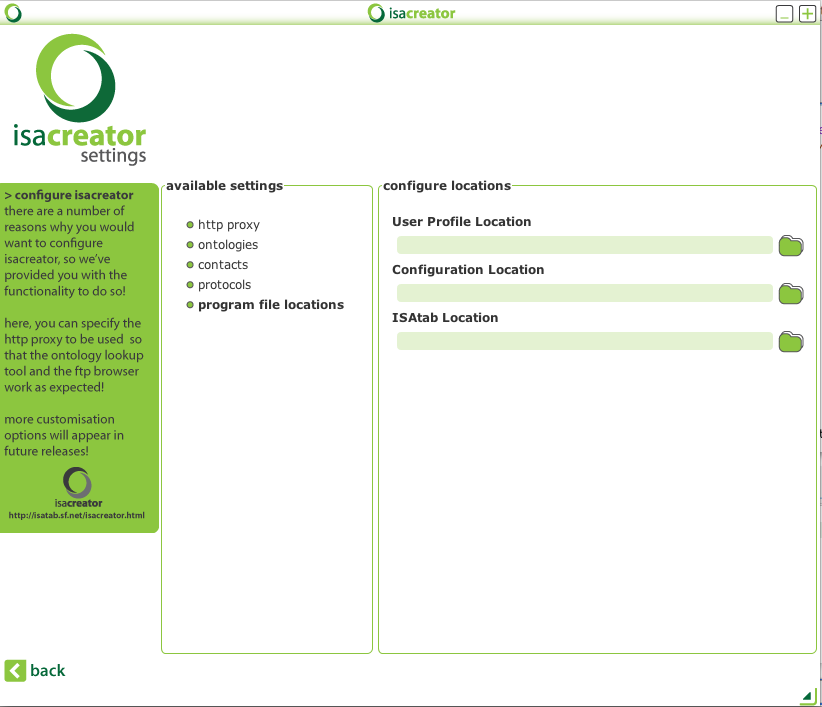 isacreator
isacreator
settings
> configure isacreator
there are a number of
reasons why you would
want to configure
isacreator, so we've
provided you with the
functionality to do so!
here, you can specify the
http proxy to be used so
that the ontology lookup
tool and the ftp browser
work as expected!
more customisation
options will appear in
future releases!
isacreator
http://isatab.sf.net/isacreator.html
available settings
http proxy
ontologies
contacts
protocols
program file locations
configure locations
User Profile Location
Configuration Location
ISAtab Location
back